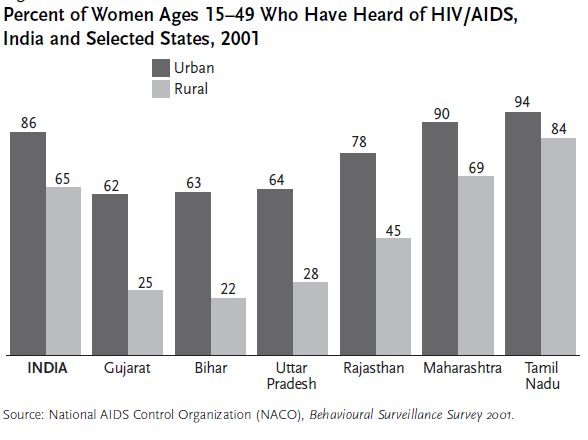 Percent of Women Ages 15–49 Who Have Heard of HIV/AIDS,
India and Selected States, 2001
Urban
Rural
86
65
62
25
63
22
64
28
78
45
90
69
94
84
INDIA
Gujarat
Bihar
Uttar
Pradesh
Rajasthan
Maharashtra
Tamil
Nadu
Source: National AIDS Control Organization (NACO), Behavioural Surveillance Survey 2001.